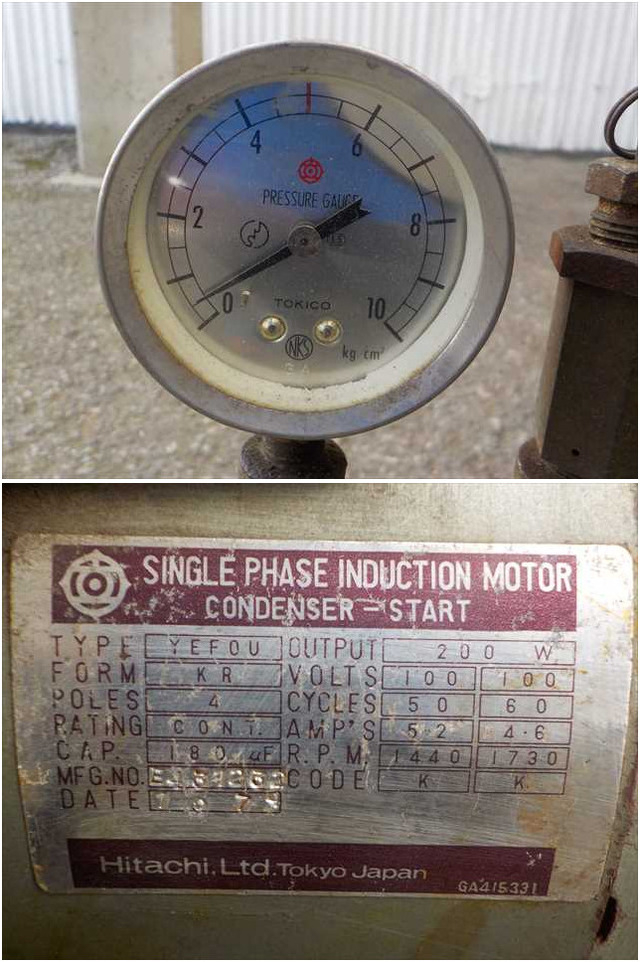 4 6
PRESSURE GAUGE
2 8
0 TOKICO 10
NKS
kg cm²
SINGLE PHASE INDUCTION MOTOR
CONDENSER-START
TYPE YEFOU OUTPUT 200 W
FORM KR VOLTS 100 100
POLES 4 CYCLES 50 60
RATING CONT. AMP'S 5.2 4.6
CAP. 180 μF R.P.M. 1440 1730
MFG.NO. CODE K K
DATE
Hitachi, Ltd. Tokyo Japan
GA415331